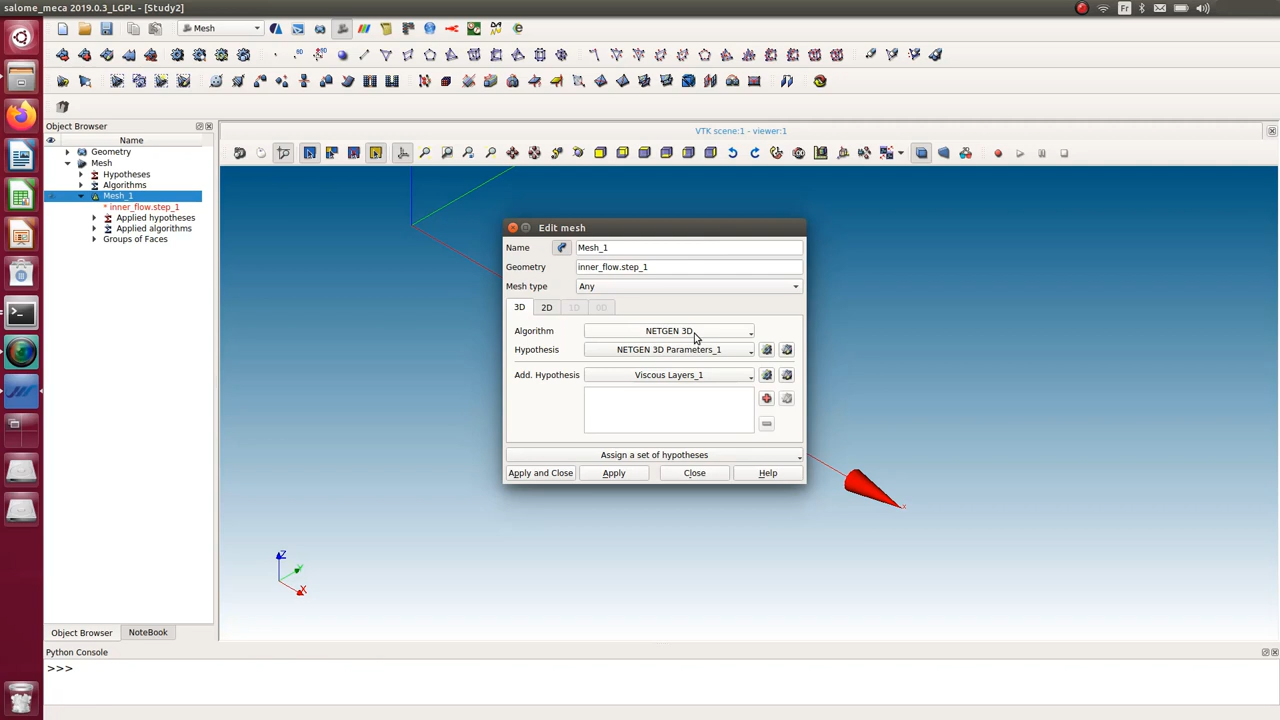 salome_meca 2019.0.3_LGPL - [Study2]
Fr
Mesh
Object Browser
Name
Geometry
Mesh
Hypotheses
Algorithms
Mesh_1
* inner_flow.step_1
Applied hypotheses
Applied algorithms
Groups of Faces
VTK scene:1 - viewer:1
Edit mesh
Name
Mesh_1
Geometry
inner_flow.step_1
Mesh type
Any
3D
2D
1D
0D
Algorithm
NETGEN 3D
Hypothesis
NETGEN 3D Parameters_1
Add. Hypothesis
Viscous Layers_1
Assign a set of hypotheses
Apply and Close
Apply
Close
Help
x
Z
Y
X
Object Browser
NoteBook
Python Console
>>>